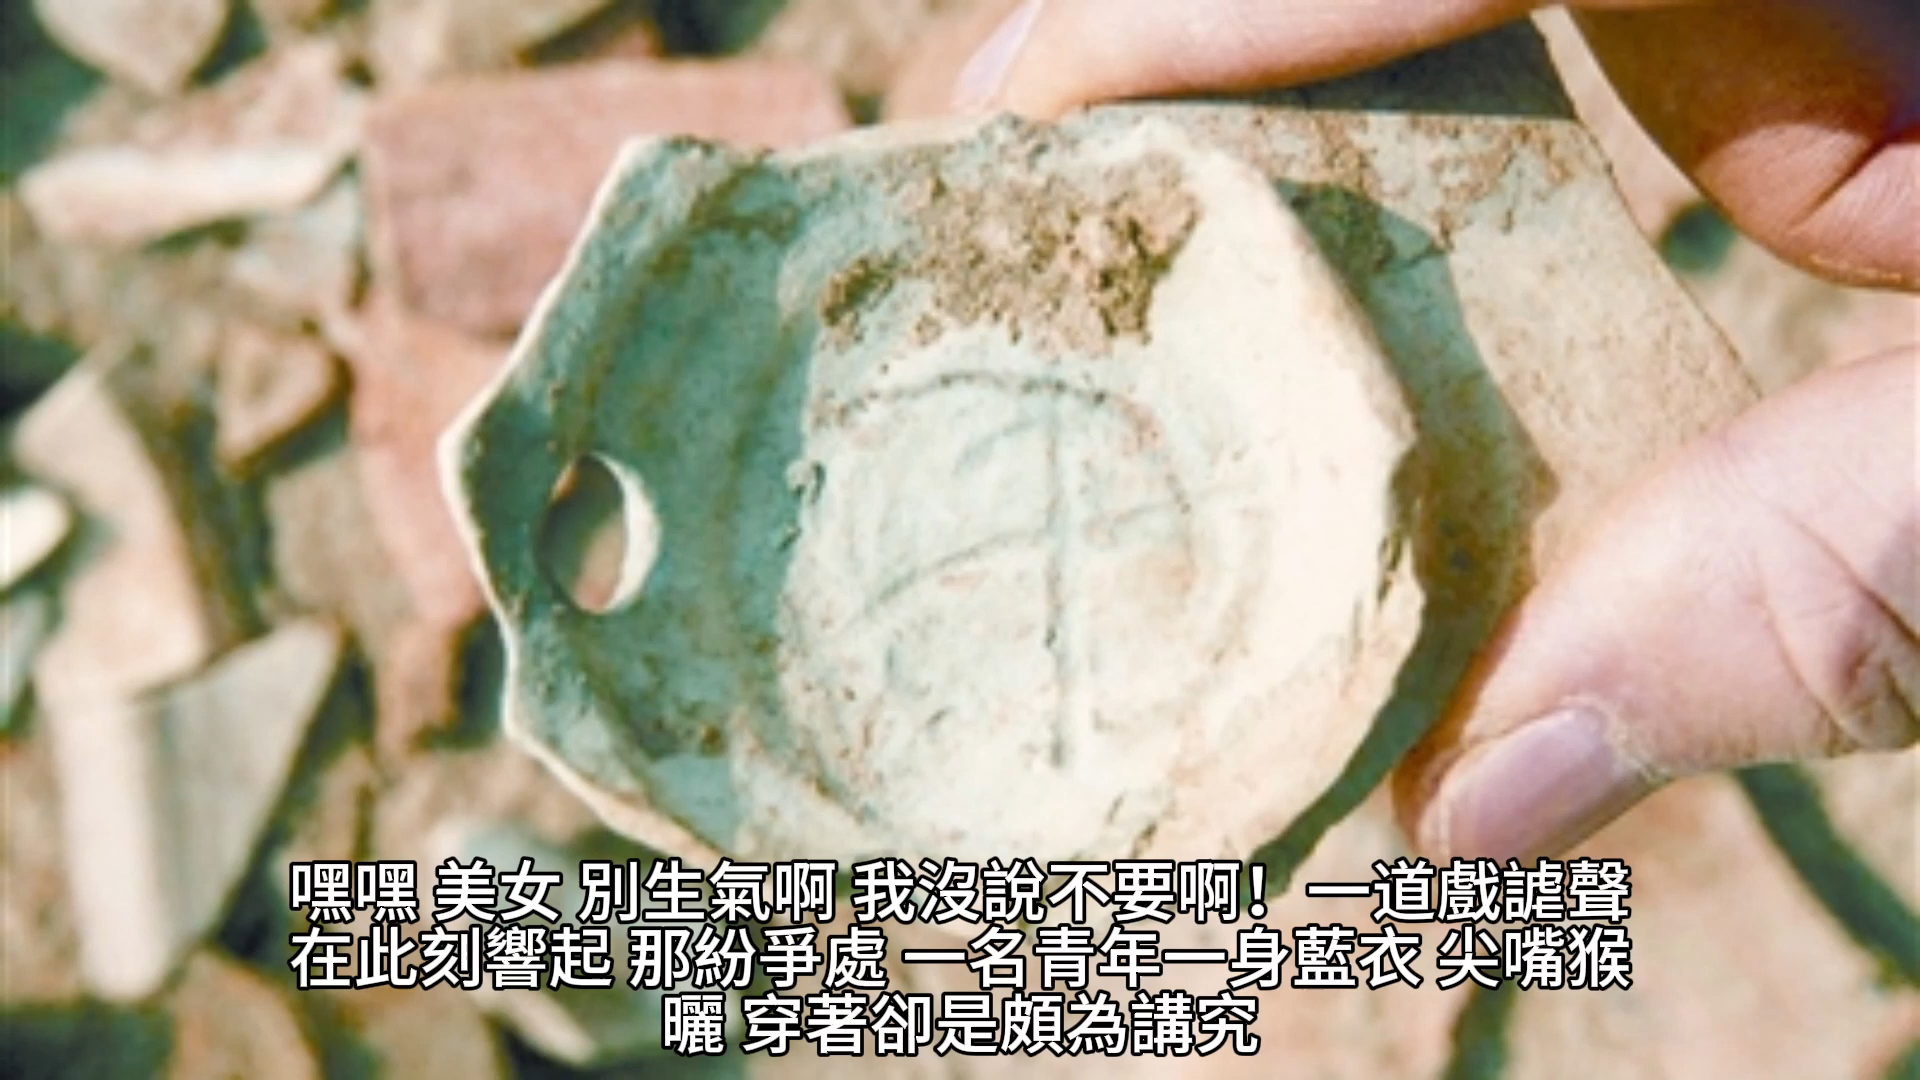 嘿嘿 美女 別生氣啊 我沒說不要啊！一道戲謔聲
在此刻響起 那紛爭處 一名青年一身藍衣 尖嘴猴
曬 穿著卻是頗為講究